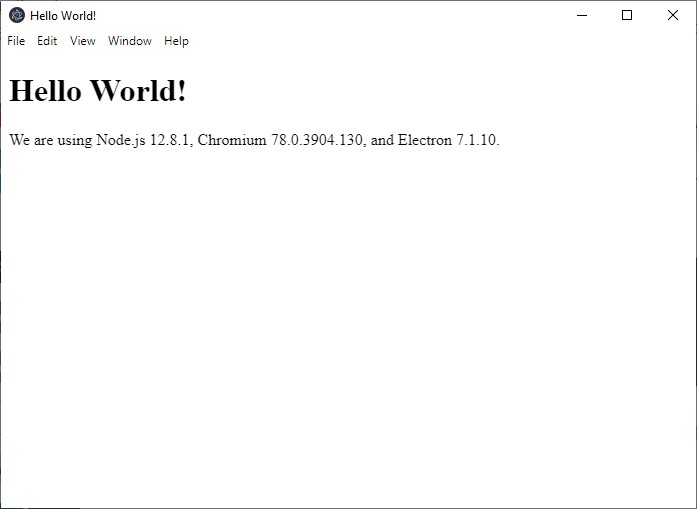 Hello World!
File Edit View Window Help
Hello World!
We are using Node.js 12.8.1, Chromium 78.0.3904.130, and Electron 7.1.10.